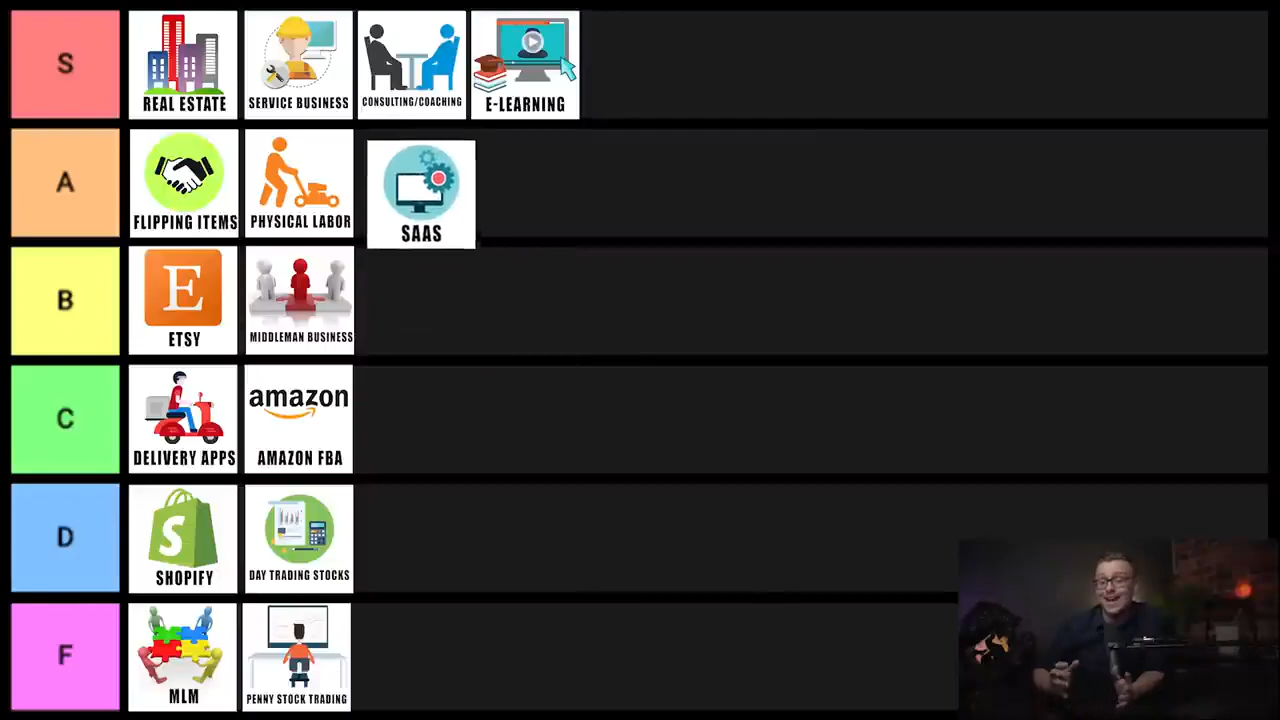 S
REAL ESTATE
SERVICE BUSINESS
CONSULTING/COACHING
E-LEARNING
A
FLIPPING ITEMS
PHYSICAL LABOR
SAAS
B
E
ETSY
MIDDLEMAN BUSINESS
C
DELIVERY APPS
amazon
AMAZON FBA
D
S
SHOPIFY
DAY TRADING STOCKS
F
MLM
PENNY STOCK TRADING